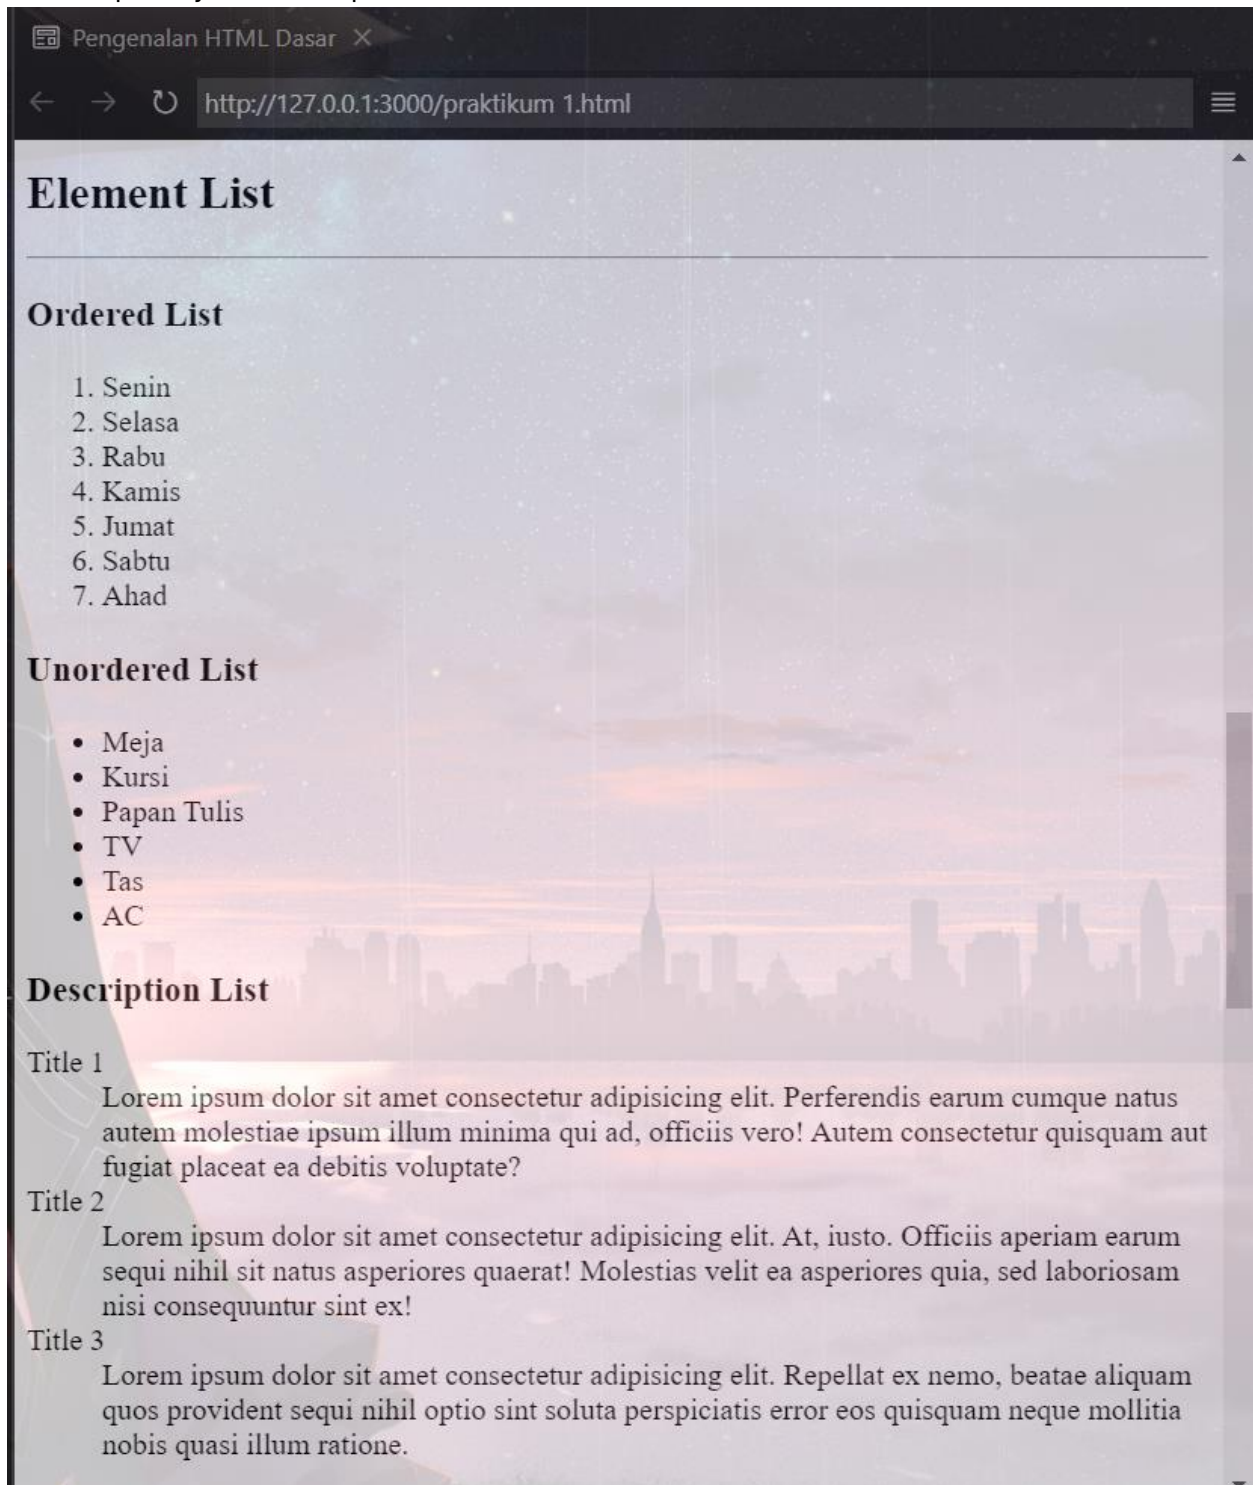 Pengenalan HTML Dasar
http://127.0.0.1:3000/praktikum 1.html
Element List
Ordered List
1. Senin
2. Selasa
3. Rabu
4. Kamis
5. Jumat
6. Sabtu
7. Ahad
Unordered List
• Meja
• Kursi
• Papan Tulis
• TV
• Tas
• AC
Description List
Title 1
Lorem ipsum dolor sit amet consectetur adipisicing elit. Perferendis earum cumque natus
autem molestiae ipsum illum minima qui ad, officiis vero! Autem consectetur quisquam aut
fugiat placeat ea debitis voluptate?
Title 2
Lorem ipsum dolor sit amet consectetur adipisicing elit. At, iusto. Officiis aperiam earum
sequi nihil sit natus asperiores quaerat! Molestias velit ea asperiores quia, sed laboriosam
nisi consequuntur sint ex!
Title 3
Lorem ipsum dolor sit amet consectetur adipisicing elit. Repellat ex nemo, beatae aliquam
quos provident sequi nihil optio sint soluta perspiciatis error eos quisquam neque mollitia
nobis quasi illum ratione.